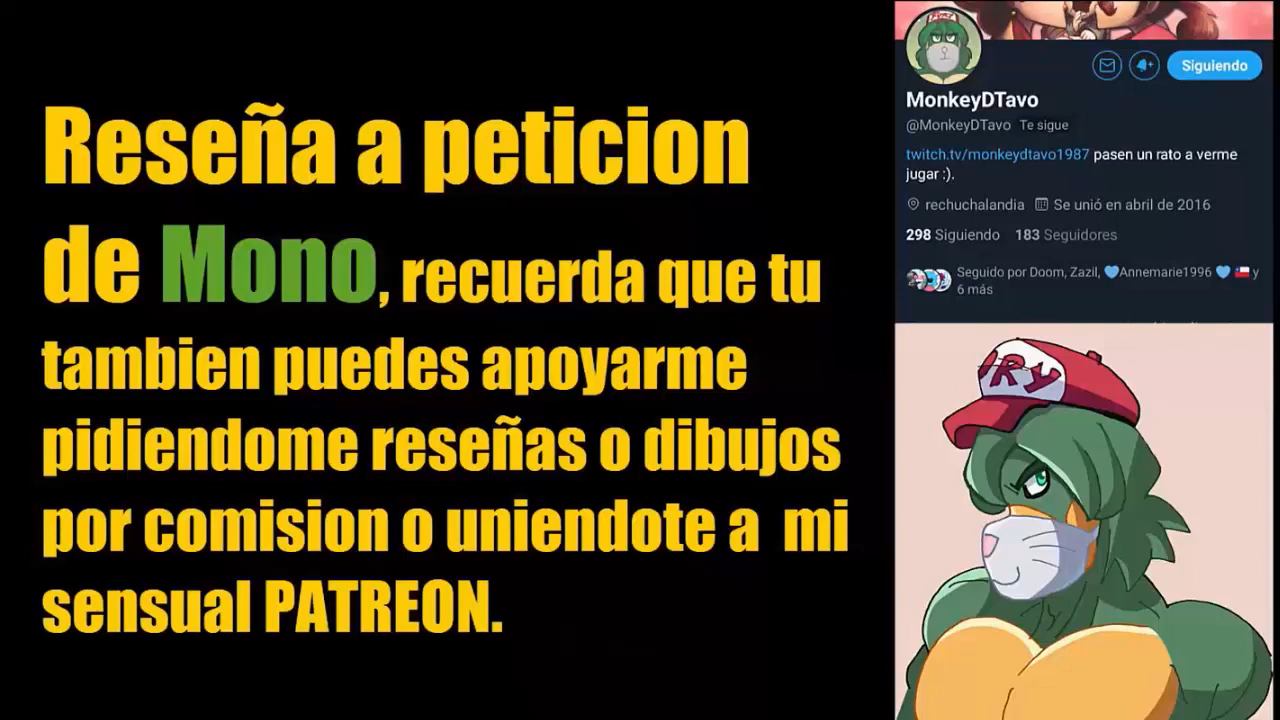 Reseña a peticion
de Mono, recuerda que tu
tambien puedes apoyarme
pidiendome reseñas o dibujos
por comision o uniendote a mi
sensual PATREON.
Siguiendo
MonkeyDTavo
@MonkeyDTavo Te sigue
twitch.tv/monkeydtavo1987 pasen un rato a verme
jugar :).
rechuchalandia Se unió en abril de 2016
298 Siguiendo 183 Seguidores
Seguido por Doom, Zazil, 💙Annemarie1996 💙 🇨🇱 y
6 más
ORY